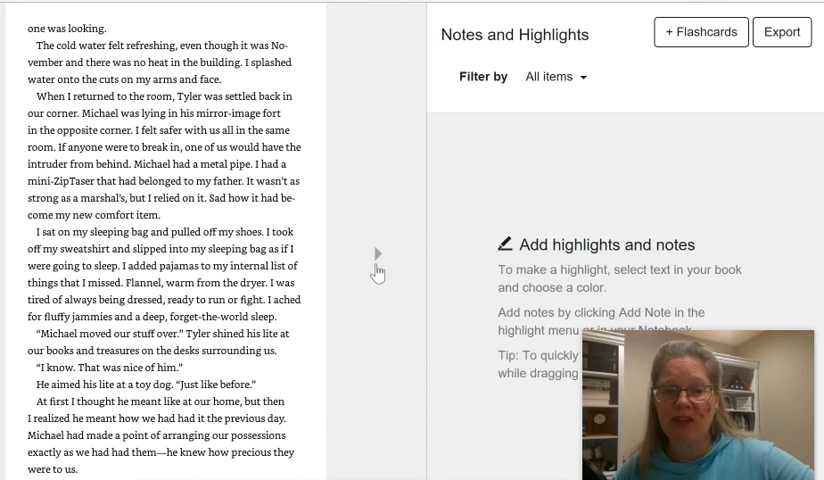 one was looking.
The cold water felt refreshing, even though it was No-
vember and there was no heat in the building. I splashed
water onto the cuts on my arms and face.
When I returned to the room, Tyler was settled back in
our corner. Michael was lying in his mirror-image fort
in the opposite corner. I felt safer with us all in the same
room. If anyone were to break in, one of us would have the
intruder from behind. Michael had a metal pipe. I had a
mini-ZipTaser that had belonged to my father. It wasn't as
strong as a marshal's, but I relied on it. Sad how it had be-
come my new comfort item.
I sat on my sleeping bag and pulled off my shoes. I took
off my sweatshirt and slipped into my sleeping bag as if I
were going to sleep. I added pajamas to my internal list of
things that I missed. Flannel, warm from the dryer. I was
tired of always being dressed, ready to run or fight. I ached
for fluffy jammies and a deep, forget-the-world sleep.
“Michael moved our stuff over.” Tyler shined his lite at
our books and treasures on the desks surrounding us.
“I know. That was nice of him.”
He aimed his lite at a toy dog. “Just like before.”
At first I thought he meant like at our home, but then
I realized he meant how we had had it the previous day.
Michael had made a point of arranging our possessions
exactly as we had had them—he knew how precious they
were to us.
Notes and Highlights
+ Flashcards
Export
Filter by All items
Add highlights and notes
To make a highlight, select text in your book
and choose a color.
Add notes by clicking Add Note in the
highlight menu or in your Notebook.
Tip: To quickly
while dragging